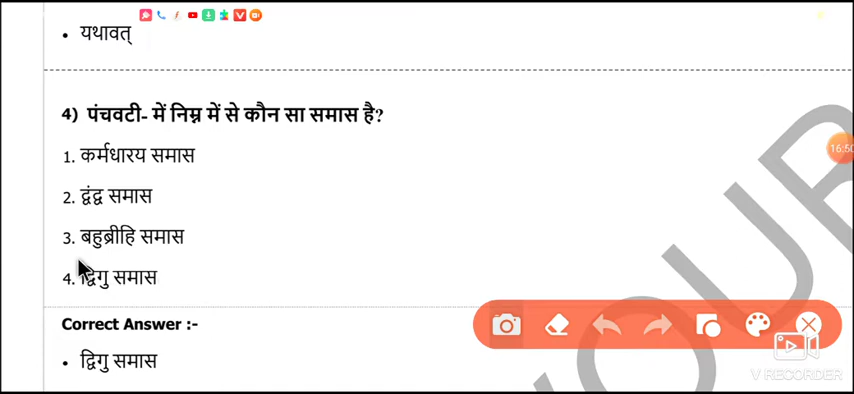 • यथावत्
4) पंचवटी- में निम्न में से कौन सा समास है?
1. कर्मधारय समास
2. द्वंद्व समास
3. बहुब्रीहि समास
4. द्विगु समास
Correct Answer :-
• द्विगु समास
16:50
V RECORDER